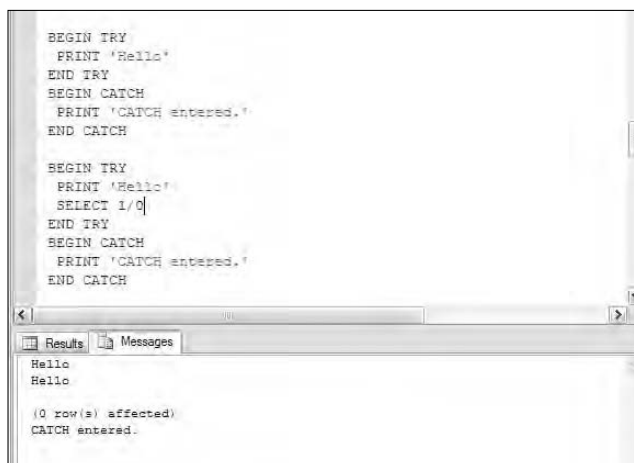 BEGIN TRY
PRINT 'Hello'
END TRY
BEGIN CATCH
PRINT 'CATCH entered.'
END CATCH
BEGIN TRY
PRINT 'Hello'
SELECT 1/0
END TRY
BEGIN CATCH
PRINT 'CATCH entered.'
END CATCH
Results Messages
Hello
Hello
(0 row(s) affected)
CATCH entered.